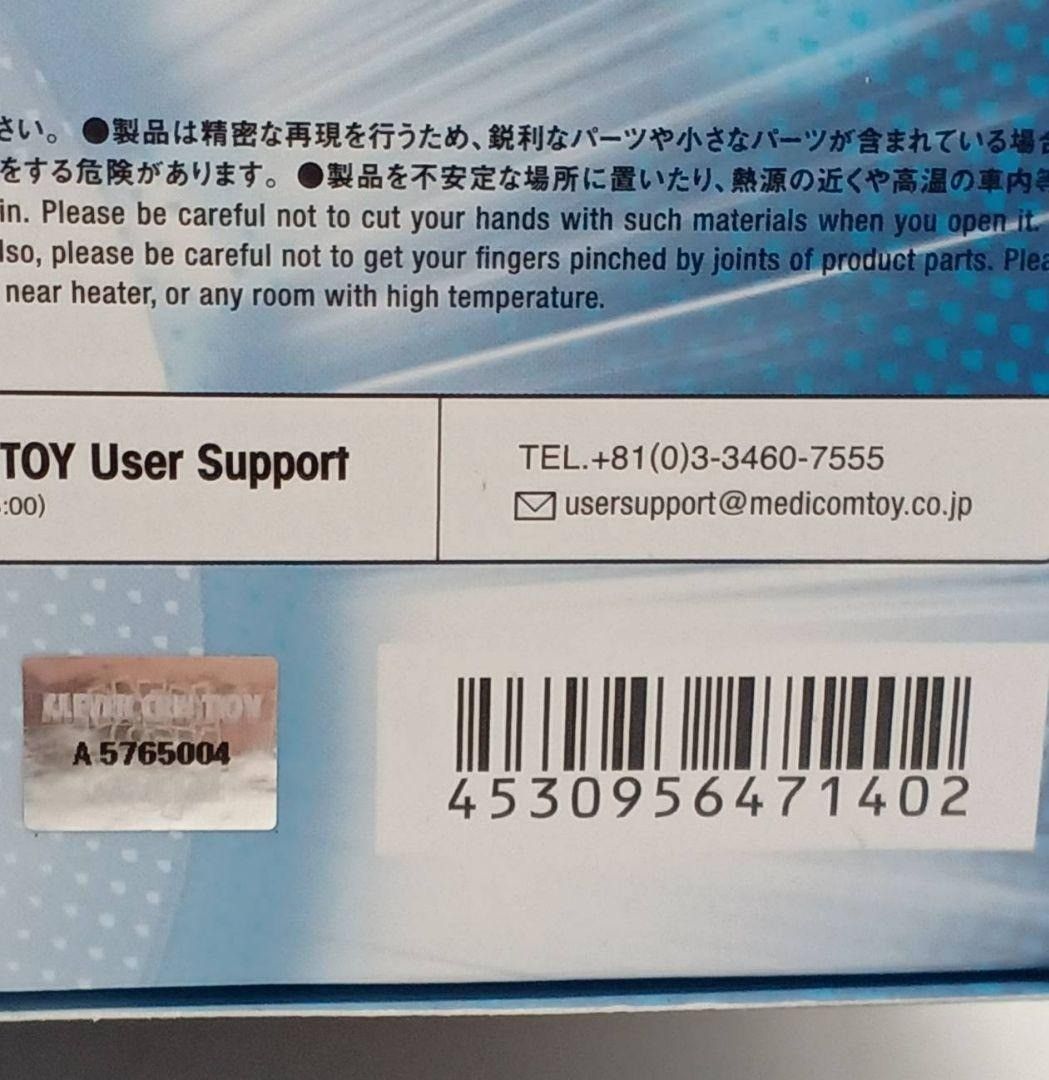 さい。 ●製品は精密な再現を行うため、鋭利なパーツや小さなパーツが含まれている場合
をする危険があります。 ●製品を不安定な場所に置いたり、熱源の近くや高温の車内等
in. Please be careful not to cut your hands with such materials when you open it.
lso, please be careful not to get your fingers pinched by joints of product parts. Plea
near heater, or any room with high temperature.
TOY User Support
:00)
TEL.+81(0)3-3460-7555
usersupport@medicomtoy.co.jp
A 5765004
4530956471402